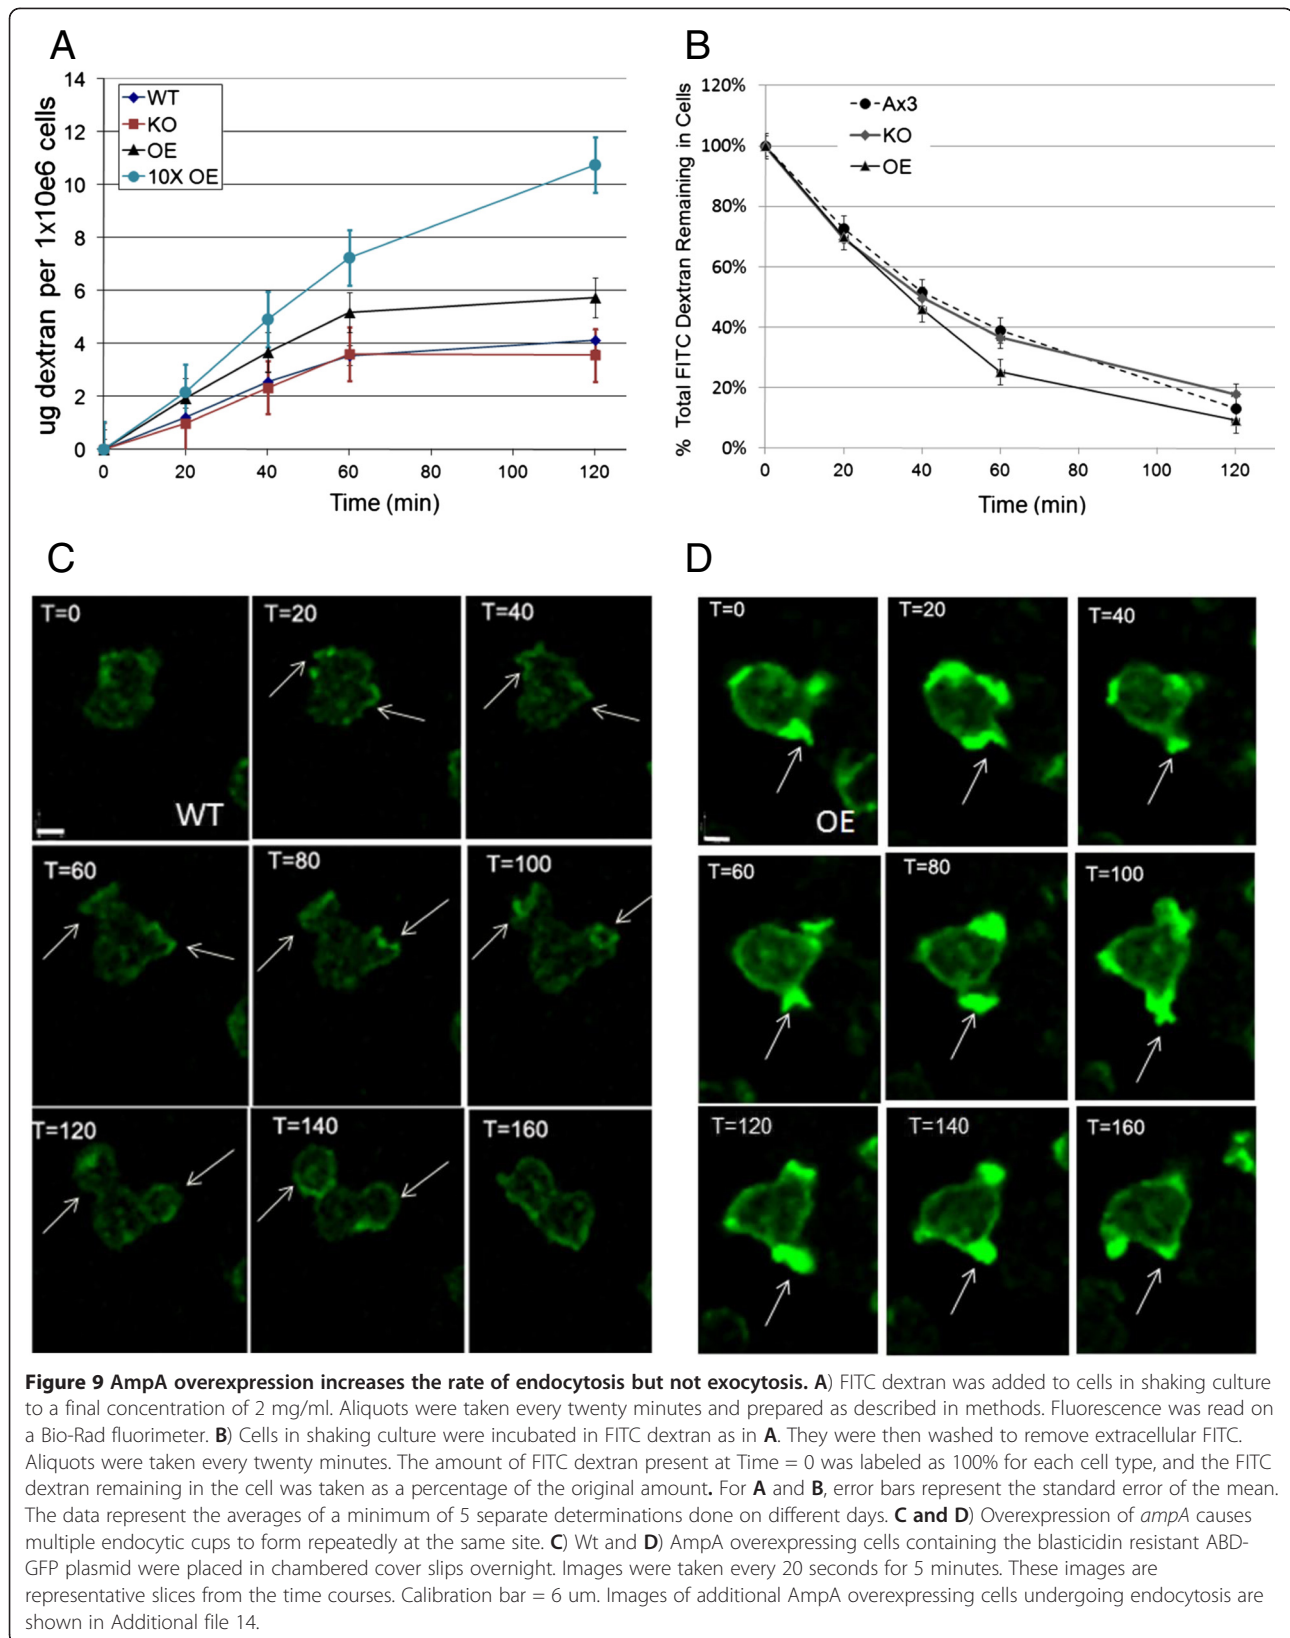 A
ug dextran per 1x10e6 cells
14
12
10
8
6
4
2
0
WT
KO
OE
10X OE
0 20 40 60 80 100 120
Time (min)
B
% Total FITC Dextran Remaining in Cells
120%
100%
80%
60%
40%
20%
0%
Ax3
KO
OE
0 20 40 60 80 100 120
Time (min)
C
T=0 T=20 T=40
WT
T=60 T=80 T=100
T=120 T=140 T=160
D
T=0 T=20 T=40
OE
T=60 T=80 T=100
T=120 T=140 T=160
Figure 9 AmpA overexpression increases the rate of endocytosis but not exocytosis. A) FITC dextran was added to cells in shaking culture
to a final concentration of 2 mg/ml. Aliquots were taken every twenty minutes and prepared as described in methods. Fluorescence was read on
a Bio-Rad fluorimeter. B) Cells in shaking culture were incubated in FITC dextran as in A. They were then washed to remove extracellular FITC.
Aliquots were taken every twenty minutes. The amount of FITC dextran present at Time = 0 was labeled as 100% for each cell type, and the FITC
dextran remaining in the cell was taken as a percentage of the original amount. For A and B, error bars represent the standard error of the mean.
The data represent the averages of a minimum of 5 separate determinations done on different days. C and D) Overexpression of ampA causes
multiple endocytic cups to form repeatedly at the same site. C) Wt and D) AmpA overexpressing cells containing the blasticidin resistant ABD-
GFP plasmid were placed in chambered cover slips overnight. Images were taken every 20 seconds for 5 minutes. These images are
representative slices from the time courses. Calibration bar = 6 um. Images of additional AmpA overexpressing cells undergoing endocytosis are
shown in Additional file 14.